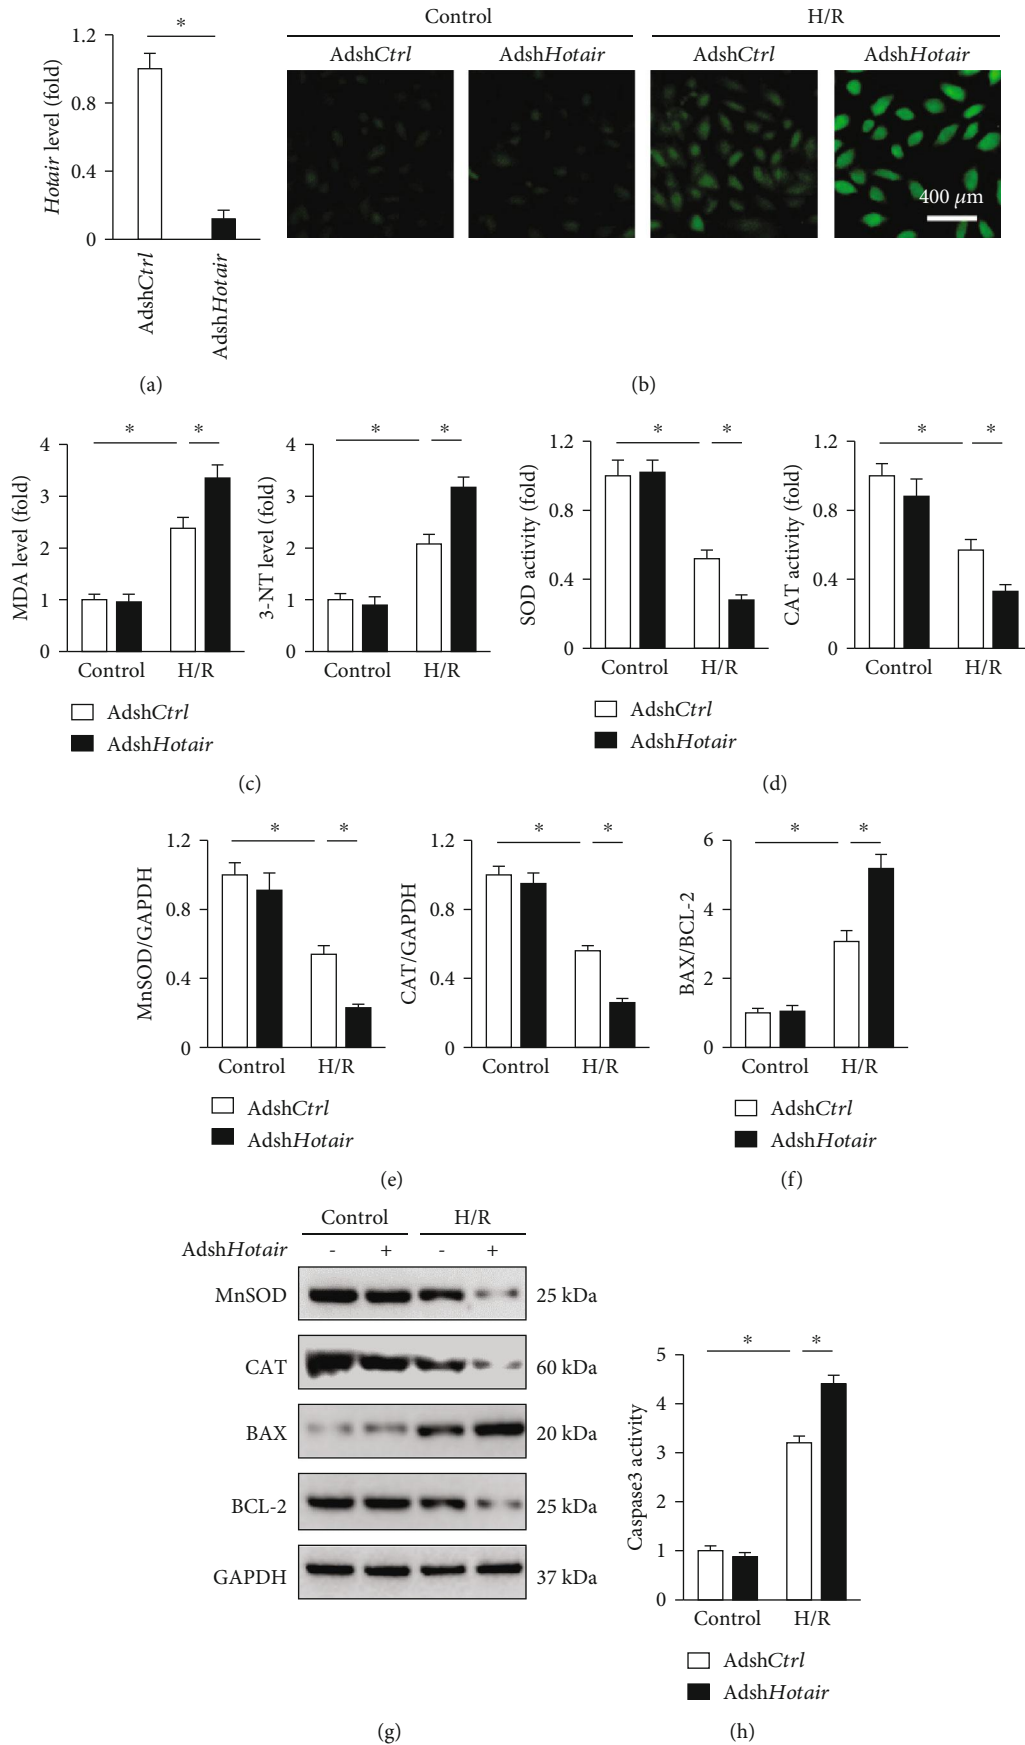 *
1.2
0.8
0.4
0
Hotair level (fold)
AdshCtrl
AdshHotair
(a)
Control
H/R
AdshCtrl
AdshHotair
AdshCtrl
AdshHotair
400 μm
(b)
*
*
4
3
2
1
0
MDA level (fold)
Control
H/R
*
*
4
3
2
1
0
3-NT level (fold)
Control
H/R
AdshCtrl
AdshHotair
(c)
*
*
1.2
0.8
0.4
0
SOD activity (fold)
Control
H/R
*
*
1.2
0.8
0.4
0
CAT activity (fold)
Control
H/R
AdshCtrl
AdshHotair
(d)
*
*
1.2
0.8
0.4
0
MnSOD/GAPDH
Control
H/R
*
*
1.2
0.8
0.4
0
CAT/GAPDH
Control
H/R
AdshCtrl
AdshHotair
(e)
*
*
6
4
2
0
BAX/BCL-2
Control
H/R
AdshCtrl
AdshHotair
(f)
Control
H/R
AdshHotair - + - +
MnSOD 25 kDa
CAT 60 kDa
BAX 20 kDa
BCL-2 25 kDa
GAPDH 37 kDa
(g)
*
*
5
4
3
2
1
0
Caspase3 activity
Control
H/R
AdshCtrl
AdshHotair
(h)